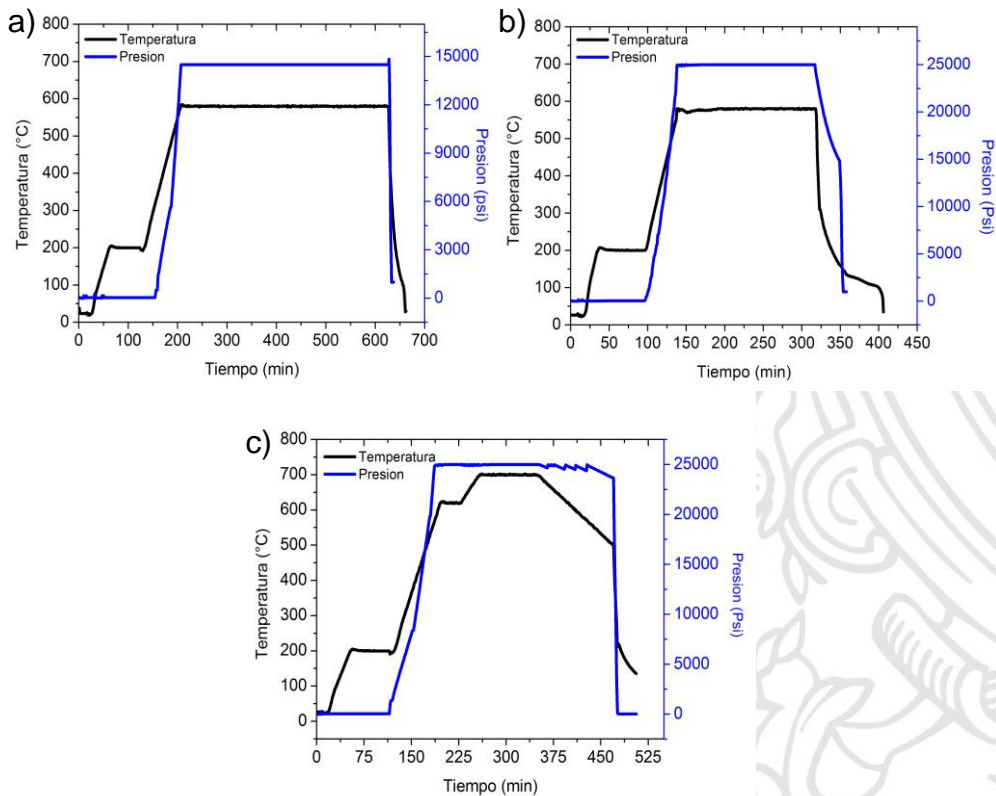 a)
Temperatura
Presion
Temperatura (°C)
800
700
600
500
400
300
200
100
0
0 100 200 300 400 500 600 700
Tiempo (min)
15000
12000
9000
6000
3000
0
Presion (psi)
b)
Temperatura
Presion
Temperatura (°C)
800
700
600
500
400
300
200
100
0
0 50 100 150 200 250 300 350 400 450
Tiempo (min)
25000
20000
15000
10000
5000
0
Presion (Psi)
c)
Temperatura
Presion
Temperatura (°C)
800
700
600
500
400
300
200
100
0
0 75 150 225 300 375 450 525
Tiempo (min)
25000
20000
15000
10000
5000
0
Presion (Psi)